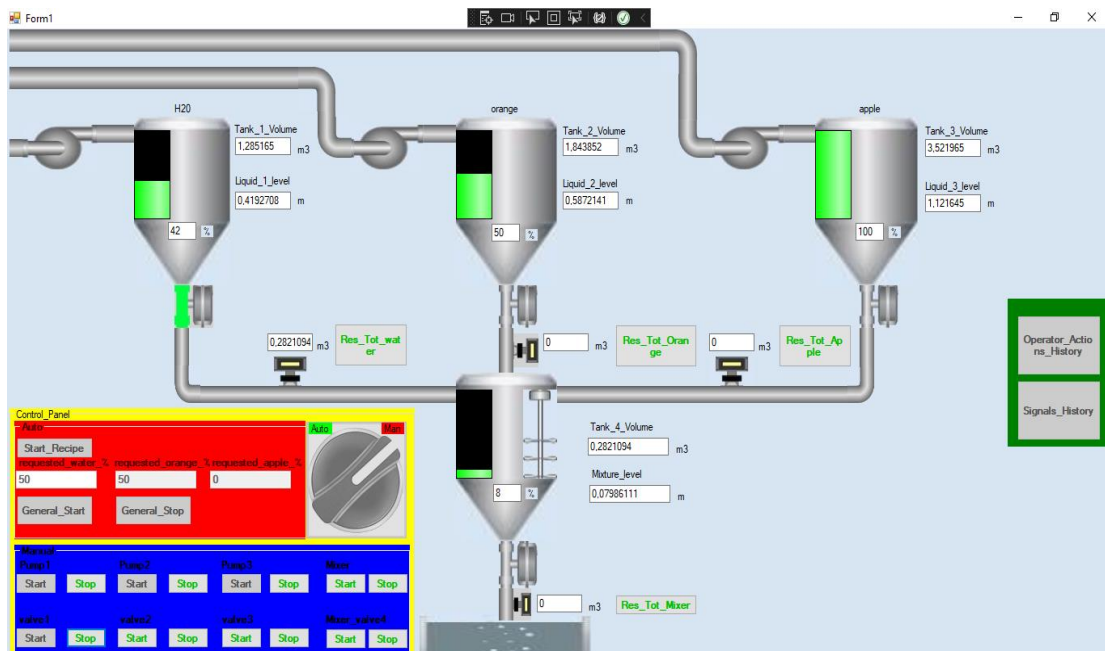 Form1
H20
orange
apple
Tank_1_Volume
1,285165 m3
Liquid_1_level
0,4192708 m
42 %
Tank_2_Volume
1,843852 m3
Liquid_2_level
0,5872141 m
50 %
Tank_3_Volume
3,521965 m3
Liquid_3_level
1,121645 m
100 %
0,2821094 m3
Res_Tot_wat
er
0 m3
Res_Tot_Oran
ge
0 m3
Res_Tot_Ap
ple
Operator_Actio
ns_History
Signals_History
Tank_4_Volume
0,2821094 m3
Mixture_level
0,07986111 m
8 %
0 m3
Res_Tot_Mixer
Control_Panel
Auto
Start_Recipe
requested_water_% requested_orange_% requested_apple_%
50 50 0
General_Start General_Stop
Auto Man
Manual
Pump1 Pump2 Pump3 Mixer
Start Stop Start Stop Start Stop Start Stop
valve1 valve2 valve3 Mixer_valve4
Start Stop Start Stop Start Stop Start Stop